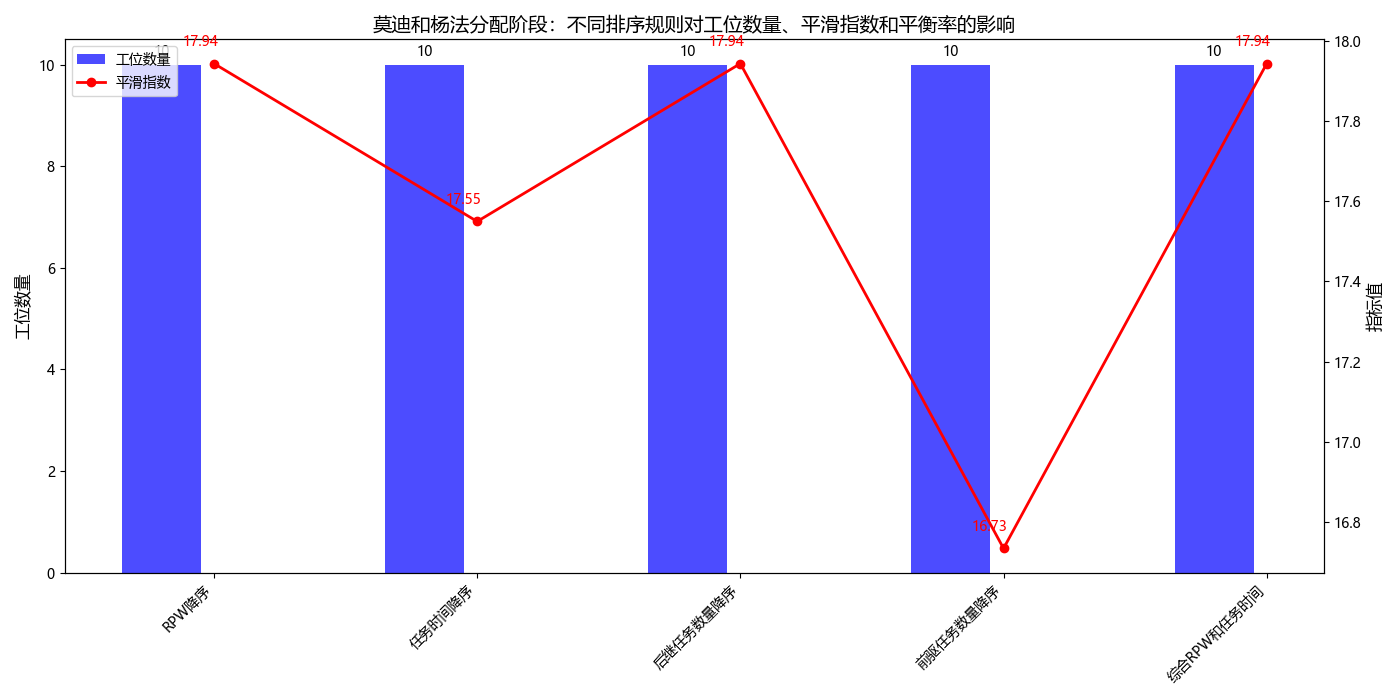 莫迪和杨法分配阶段：不同排序规则对工位数量、平滑指数和平衡率的影响
工位数量
平滑指数
10
10
10
10
10
17.94
17.55
17.94
16.73
17.94
工位数量
10
8
6
4
2
0
指标值
18.0
17.8
17.6
17.4
17.2
17.0
16.8
RPW降序
任务时间降序
后继任务数量降序
前驱任务数量降序
综合RPW和任务时间